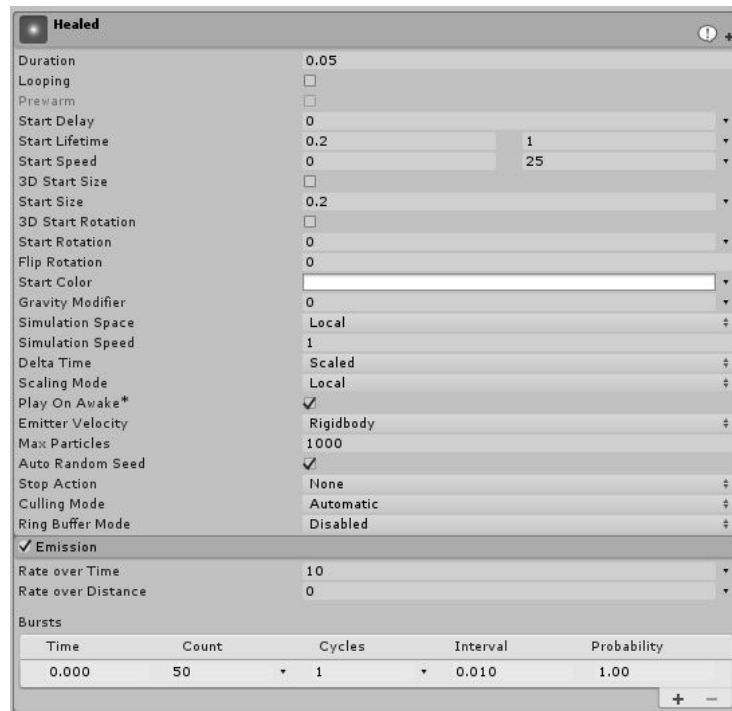 Healed
Duration 0.05
Looping
Prewarm
Start Delay 0
Start Lifetime 0.2 1
Start Speed 0 25
3D Start Size
Start Size 0.2
3D Start Rotation
Start Rotation 0
Flip Rotation 0
Start Color
Gravity Modifier 0
Simulation Space Local
Simulation Speed 1
Delta Time Scaled
Scaling Mode Local
Play On Awake*
Emitter Velocity Rigidbody
Max Particles 1000
Auto Random Seed
Stop Action None
Culling Mode Automatic
Ring Buffer Mode Disabled
Emission
Rate over Time 10
Rate over Distance 0
Bursts
Time Count Cycles Interval Probability
0.000 50 1 0.010 1.00